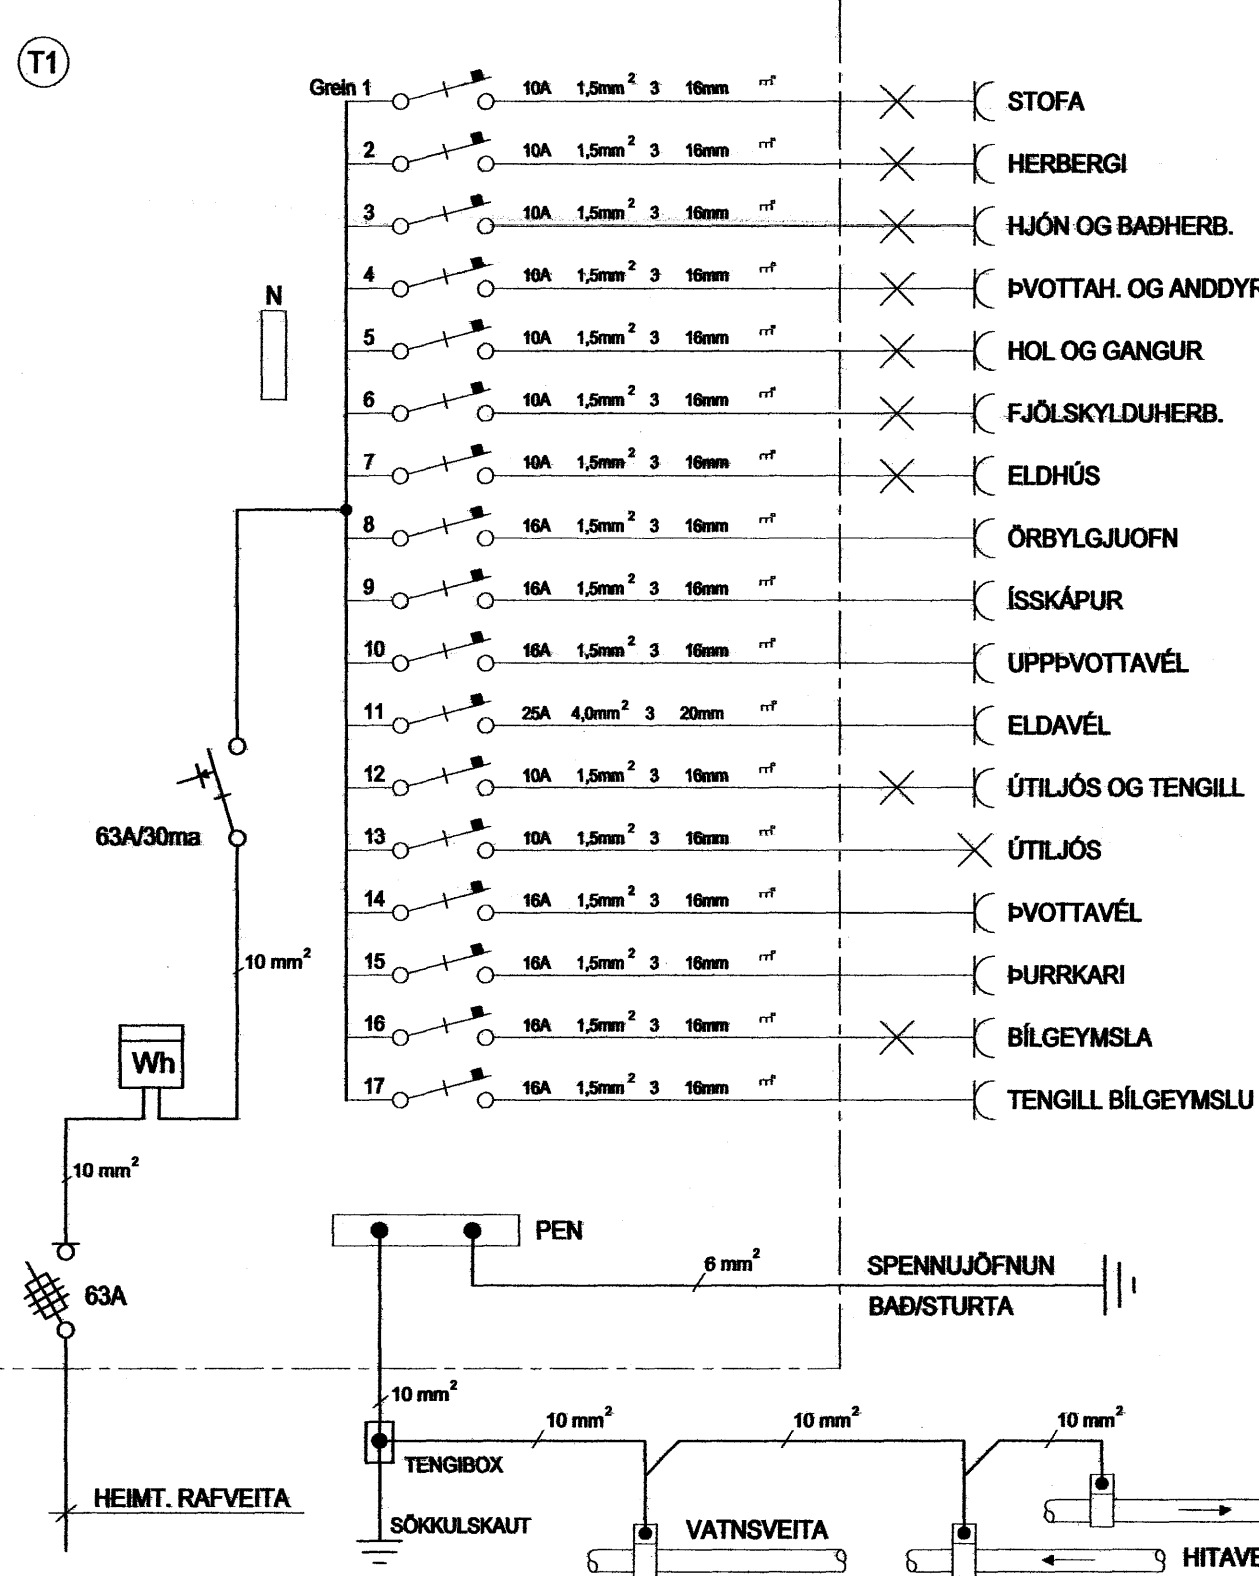 T1
Grein 1 10A 1,5mm² 3 16mm STOFA
2 10A 1,5mm² 3 16mm HERBERGI
3 10A 1,5mm² 3 16mm HJÓN OG BAÐHERB.
4 10A 1,5mm² 3 16mm ÞVOTTAH. OG ANDDYR
N
5 10A 1,5mm² 3 16mm HOL OG GANGUR
6 10A 1,5mm² 3 16mm FJÖLSKYLDUHERB.
7 10A 1,5mm² 3 16mm ELDHÚS
8 16A 1,5mm² 3 16mm ÖRBYLGJUOFN
9 16A 1,5mm² 3 16mm ÍSSKÁPUR
10 16A 1,5mm² 3 16mm UPPÞVOTTAVÉL
11 25A 4,0mm² 3 20mm ELDAVÉL
12 10A 1,5mm² 3 16mm ÚTILJÓS OG TENGILL
63A/30ma
13 10A 1,5mm² 3 16mm ÚTILJÓS
14 16A 1,5mm² 3 16mm ÞVOTTAVÉL
10 mm²
15 16A 1,5mm² 3 16mm ÞURRKARI
16 16A 1,5mm² 3 16mm BÍLGEYMSLA
Wh
17 16A 1,5mm² 3 16mm TENGILL BÍLGEYMSLU
10 mm²
PEN
6 mm² SPENNUJÖFNUN
BAÐ/STURTA
63A
10 mm²
10 mm² 10 mm² 10 mm²
TENGIBOX
HEIMT. RAFVEITA
SÖKKULSKAUT
VATNSVEITA
HITAVE